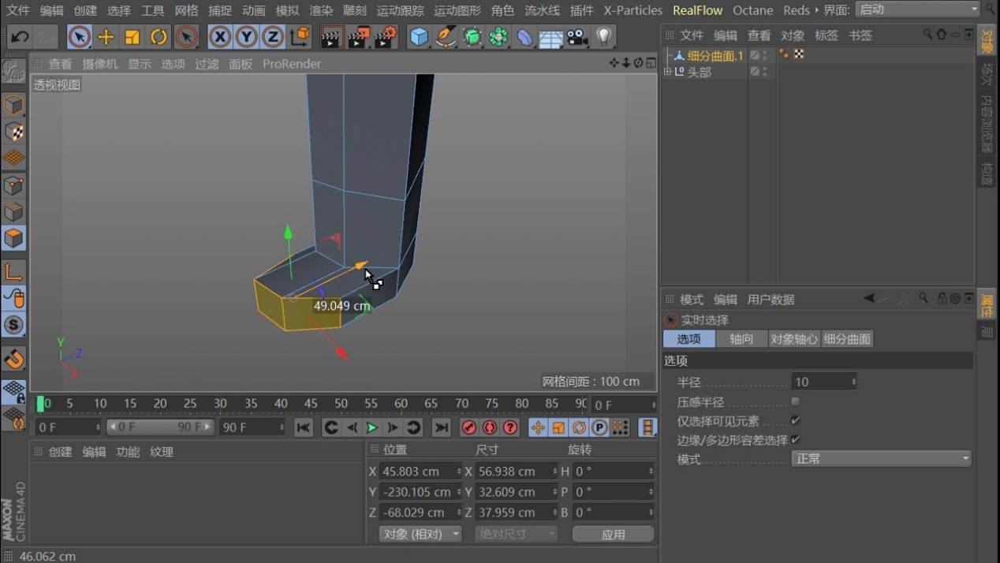 文件 编辑 创建 选择 工具 网格 捕捉 动画 模拟 渲染 雕刻 运动跟踪 运动图形 角色 流水线 插件 X-Particles RealFlow Octane Reds 界面: 启动
X Y Z
文件 编辑 查看 对象 标签 书签
对象
场次
内容浏览器
构造
细分曲面.1
头部
查看 摄像机 显示 选项 过滤 面板 ProRender
透视视图
49.049 cm
Y
Z
X
网格间距 : 100 cm
模式 编辑 用户数据
属性
层
实时选择
选项 轴向 对象轴心 细分曲面
选项
半径 10
压感半径
仅选择可见元素
边缘/多边形容差选择
模式 正常
0 5 10 15 20 25 30 35 40 45 50 55 60 65 70 75 80 85 90 0 F
0 F 0 F 90 F 90 F
创建 编辑 功能 纹理
位置 尺寸 旋转
X 45.803 cm X 56.938 cm H 0 °
Y -230.105 cm Y 32.609 cm P 0 °
Z -68.029 cm Z 37.959 cm B 0 °
对象 (相对) 绝对尺寸 应用
MAXON
CINEMA 4D
46.062 cm